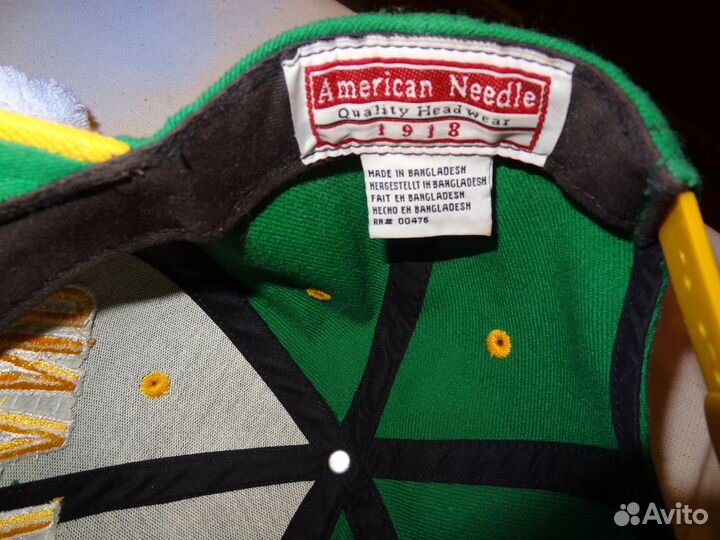 American Needle
Quality Headwear
1918
MADE IN BANGLADESH
HERGESTELLT IN BANGLADESH
FAIT EN BANGLADESH
HECHO EN BANGLADESH
RN# 00476
Avito